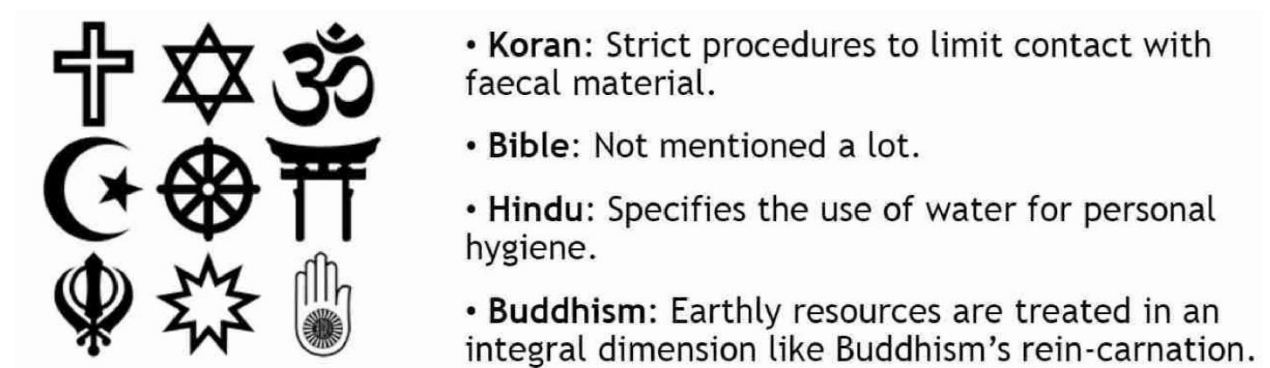 • Koran: Strict procedures to limit contact with
faecal material.
• Bible: Not mentioned a lot.
• Hindu: Specifies the use of water for personal
hygiene.
• Buddhism: Earthly resources are treated in an
integral dimension like Buddhism’s rein-carnation.